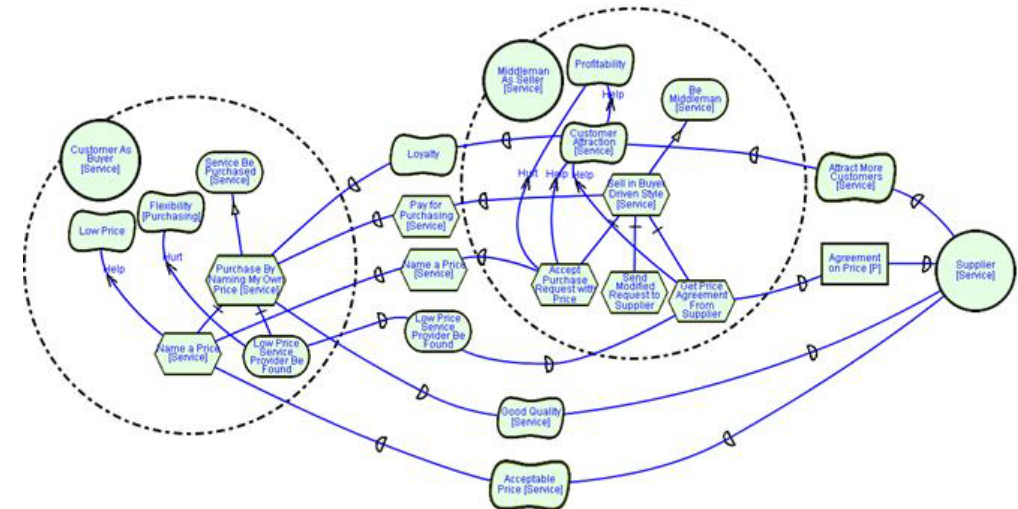 Customer As
Buyer
[Service]
Service Be
Purchased
[Service]
Flexibility
[Purchasing]
Low Price
Help
Hurt
Purchase By
Naming My Own
Price [Service]
Name a Price
[Service]
Low Price
Service
Provider Be
Found
Loyalty
Pay for
Purchasing
[Service]
Name a Price
[Service]
Low Price
Service
Provider Be
Found
Good Quality
[Service]
Acceptable
Price [Service]
Middleman
As Seller
[Service]
Profitability
Help
Be
Middleman
[Service]
Customer
Attraction
[Service]
Hurt
Help
Help
Sell in Buyer
Driven Style
[Service]
Accept
Purchase
Request with
Price
Send
Modified
Request to
Supplier
Get Price
Agreement
From
Supplier
Attract More
Customers
[Service]
Agreement
on Price [P]
Supplier
[Service]